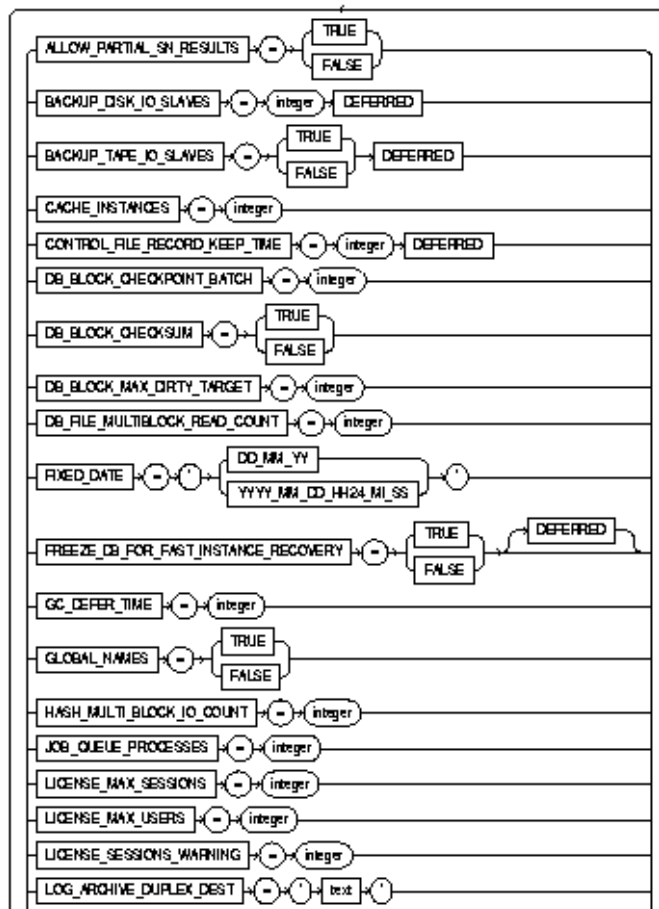 TRUE
ALLOW_PARTIAL_SN_RESULTS =
FALSE
BACKUP_DISK_IO_SLAVES = integer DEFERRED
TRUE
BACKUP_TAPE_IO_SLAVES = DEFERRED
FALSE
CACHE_INSTANCES = integer
CONTROL_FILE_RECORD_KEEP_TIME = integer DEFERRED
DB_BLOCK_CHECKPOINT_BATCH = integer
TRUE
DB_BLOCK_CHECKSUM =
FALSE
DB_BLOCK_MAX_DIRTY_TARGET = integer
DB_FILE_MULTIBLOCK_READ_COUNT = integer
DD_MM_YY
FIXED_DATE = ' '
YYYY_MM_DD_HH24_MI_SS
TRUE DEFERRED
FREEZE_DB_FOR_FAST_INSTANCE_RECOVERY =
FALSE
GC_DEFER_TIME = integer
TRUE
GLOBAL_NAMES =
FALSE
HASH_MULTI_BLOCK_IO_COUNT = integer
JOB_QUEUE_PROCESSES = integer
LICENSE_MAX_SESSIONS = integer
LICENSE_MAX_USERS = integer
LICENSE_SESSIONS_WARNING = integer
LOG_ARCHIVE_DUPLEX_DEST = ' text '